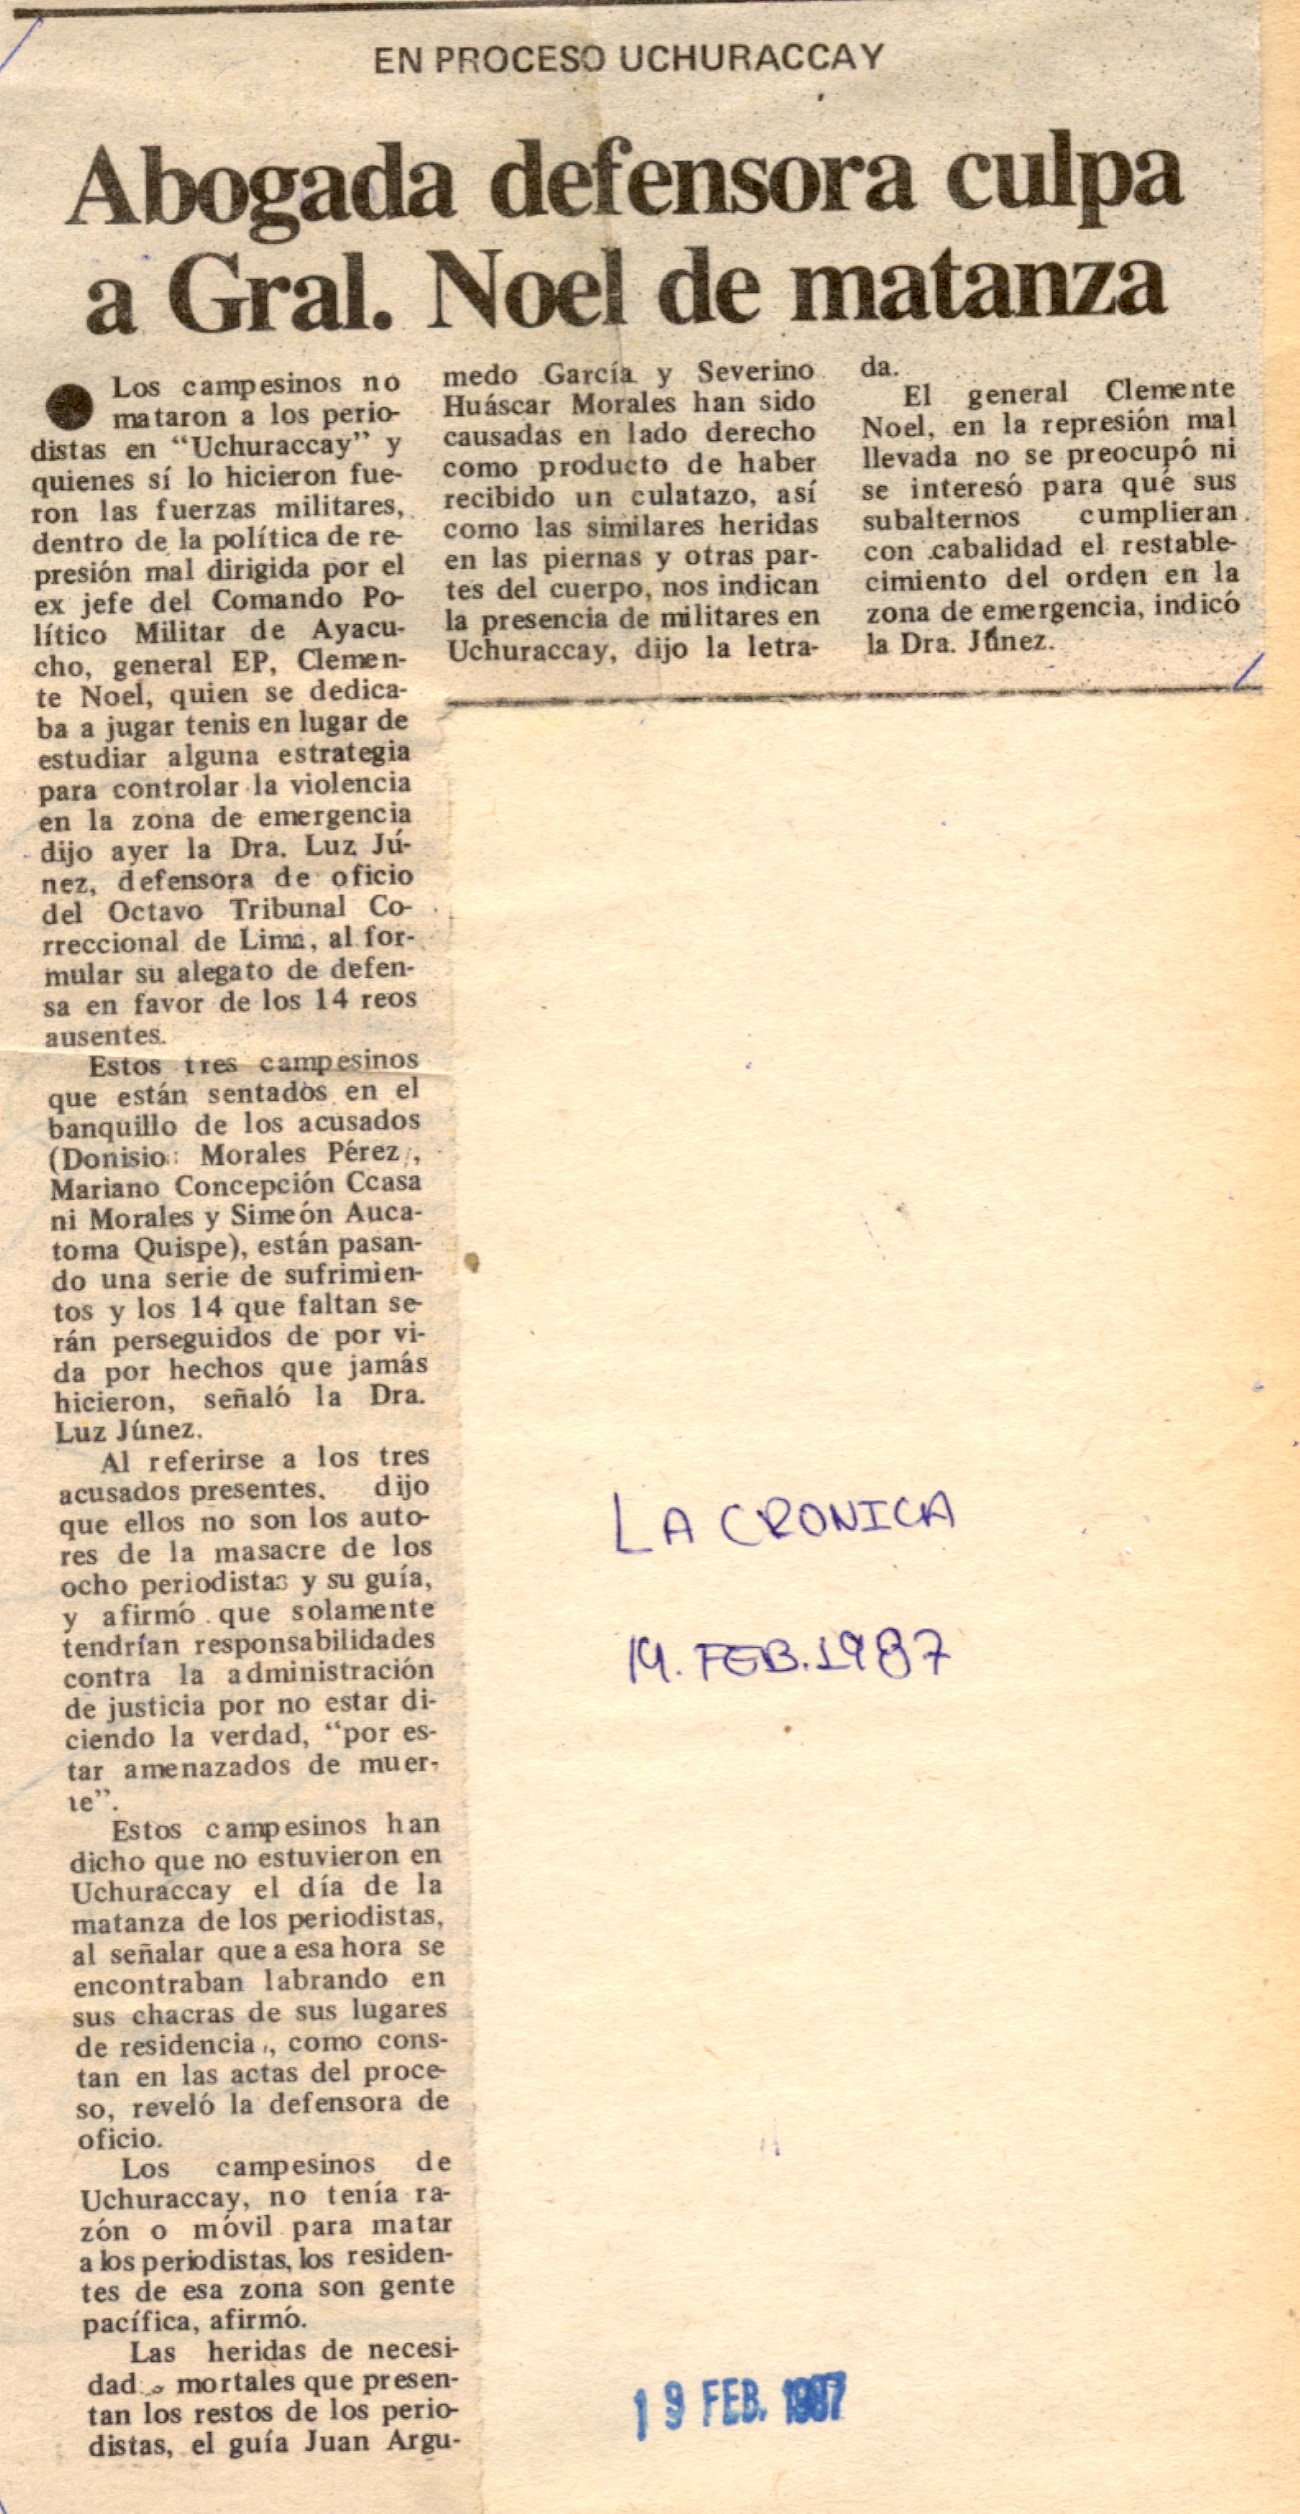 EN PROCESO UCHURACCAY
Abogada defensora culpa
a Gral. Noel de matanza
Los campesinos no
mataron a los perio-
distas en “Uchuraccay” y
quienes sí lo hicieron fue-
ron las fuerzas militares,
dentro de la política de re-
presión mal dirigida por el
ex jefe del Comando Po-
lítico Militar de Ayacu-
cho, general EP, Clemen-
te Noel, quien se dedica-
ba a jugar tenis en lugar de
estudiar alguna estrategia
para controlar la violencia
en la zona de emergencia
dijo ayer la Dra. Luz Jú-
nez, defensora de oficio
del Octavo Tribunal Co-
rreccional de Lima, al for-
mular su alegato de defen-
sa en favor de los 14 reos
ausentes.
Estos tres campesinos
que están sentados en el
banquillo de los acusados
(Donisio: Morales Pérez,
Mariano Concepción Ccasa
ni Morales y Simeón Auca-
toma Quispe), están pasan-
do una serie de sufrimien-
tos y los 14 que faltan se-
rán perseguidos de por vi-
da por hechos que jamás
hicieron, señaló la Dra.
Luz Júnez.
Al referirse a los tres
acusados presentes. dijo
que ellos no son los auto-
res de la masacre de los
ocho periodistas y su guía,
y afirmó que solamente
tendrían responsabilidades
contra la administración
de justicia por no estar di-
ciendo la verdad, “por es-
tar amenazados de muer-
te”.
Estos campesinos han
dicho que no estuvieron en
Uchuraccay el día de la
matanza de los periodistas,
al señalar que a esa hora se
encontraban labrando en
sus chacras de sus lugares
de residencia, como cons-
tan en las actas del proce-
so, reveló la defensora de
oficio.
Los campesinos de
Uchuraccay, no tenía ra-
zón o móvil para matar
a los periodistas, los residen-
tes de esa zona son gente
pacífica, afirmó.
Las heridas de necesi-
dad mortales que presen-
tan los restos de los perio-
distas, el guía Juan Argu-
medo García y Severino
Huáscar Morales han sido
causadas en lado derecho
como producto de haber
recibido un culatazo, así
como las similares heridas
en las piernas y otras par-
tes del cuerpo, nos indican
la presencia de militares en
Uchuraccay, dijo la letra-
da.
El general Clemente
Noel, en la represión mal
llevada no se preocupó ni
se interesó para qué sus
subalternos cumplieran
con cabalidad el restable-
cimiento del orden en la
zona de emergencia, indicó
la Dra. Júnez.
LA CRONICA
19. FEB. 1987
19 FEB. 1987